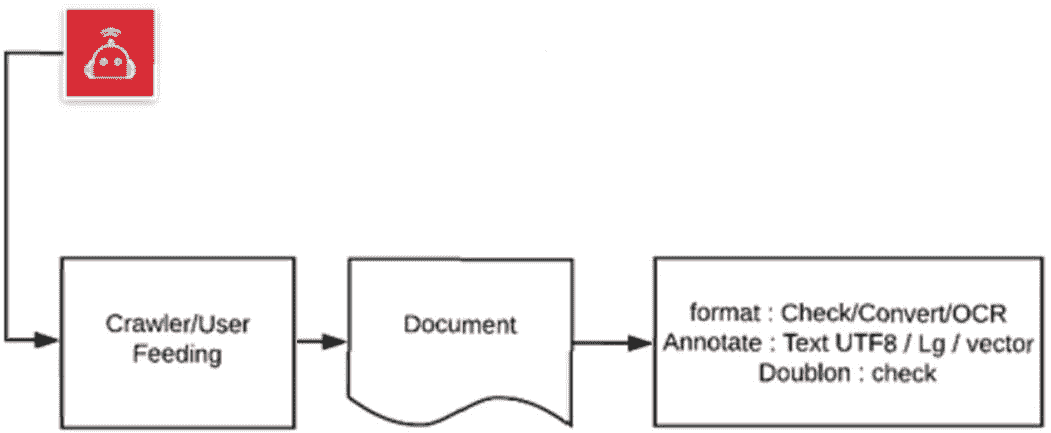 Crawler/User
Feeding
Document
format : Check/Convert/OCR
Annotate : Text UTF8 / Lg / vector
Doublon : check